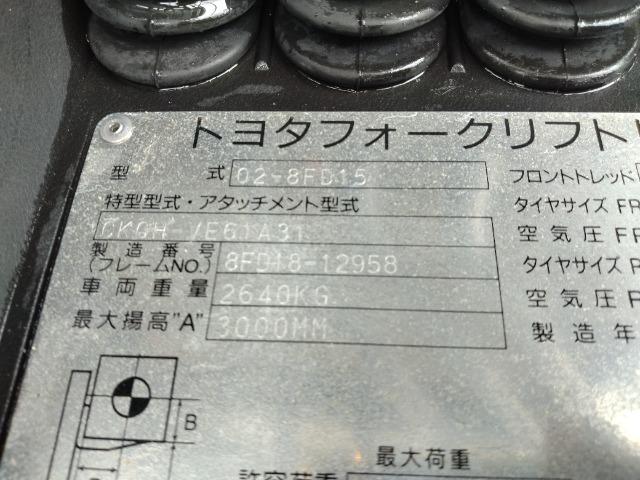 トヨタフォークリフト
型 式 02-8FD15 フロントトレッド
特型型式・アタッチメント型式 タイヤサイズ FR
空気圧 FR
製造番号
(フレームNO.) 8FD18-12958 タイヤサイズ R
車両重量 2640KG 空気圧 R
最大揚高"A" 3000MM 製造年
B
最大荷重
許容荷重